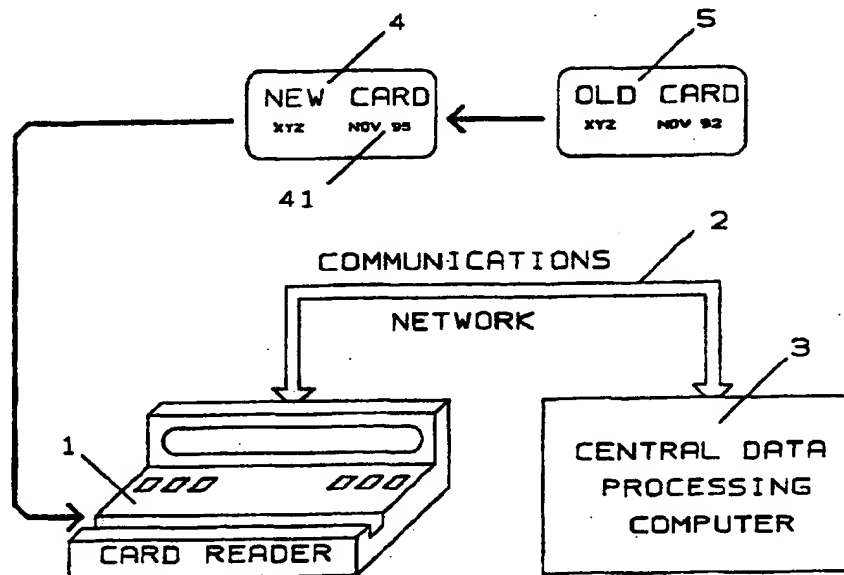 4
5
NEW CARD
XYZ NOV 95
OLD CARD
XYZ NOV 92
41
2
COMMUNICATIONS
NETWORK
3
1
CENTRAL DATA
PROCESSING
COMPUTER
CARD READER